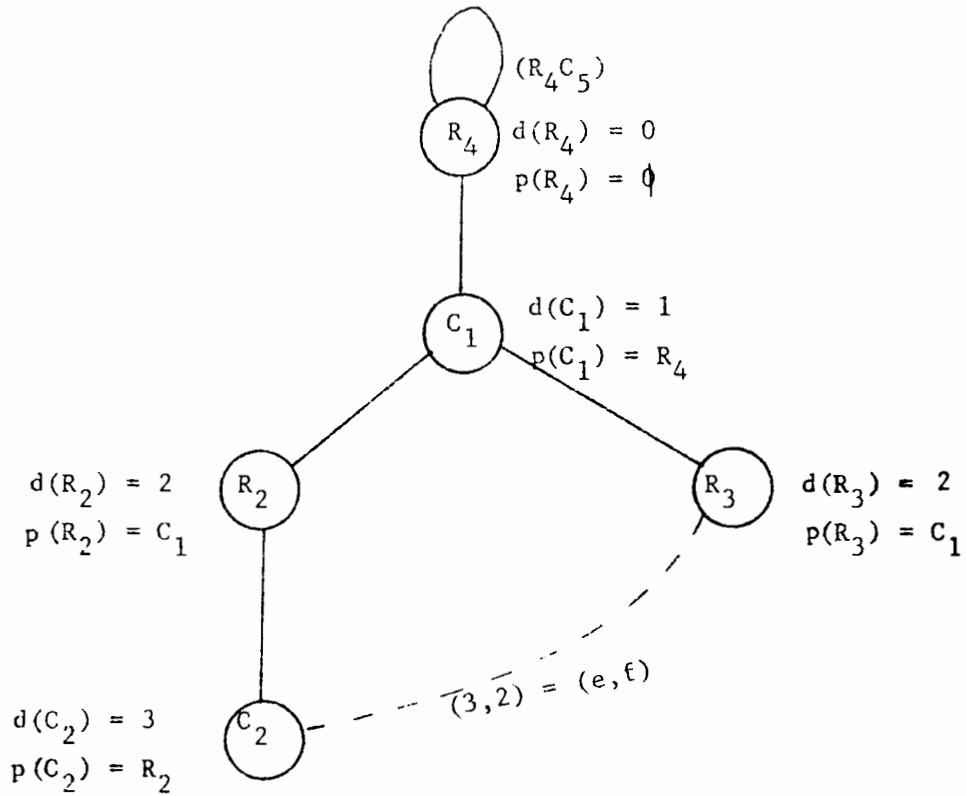 (R₄C₅)
R₄
d(R₄) = 0
p(R₄) = ϕ
C₁
d(C₁) = 1
p(C₁) = R₄
d(R₂) = 2
p(R₂) = C₁
R₂
R₃
d(R₃) = 2
p(R₃) = C₁
(3,2) = (e,f)
d(C₂) = 3
p(C₂) = R₂
C₂